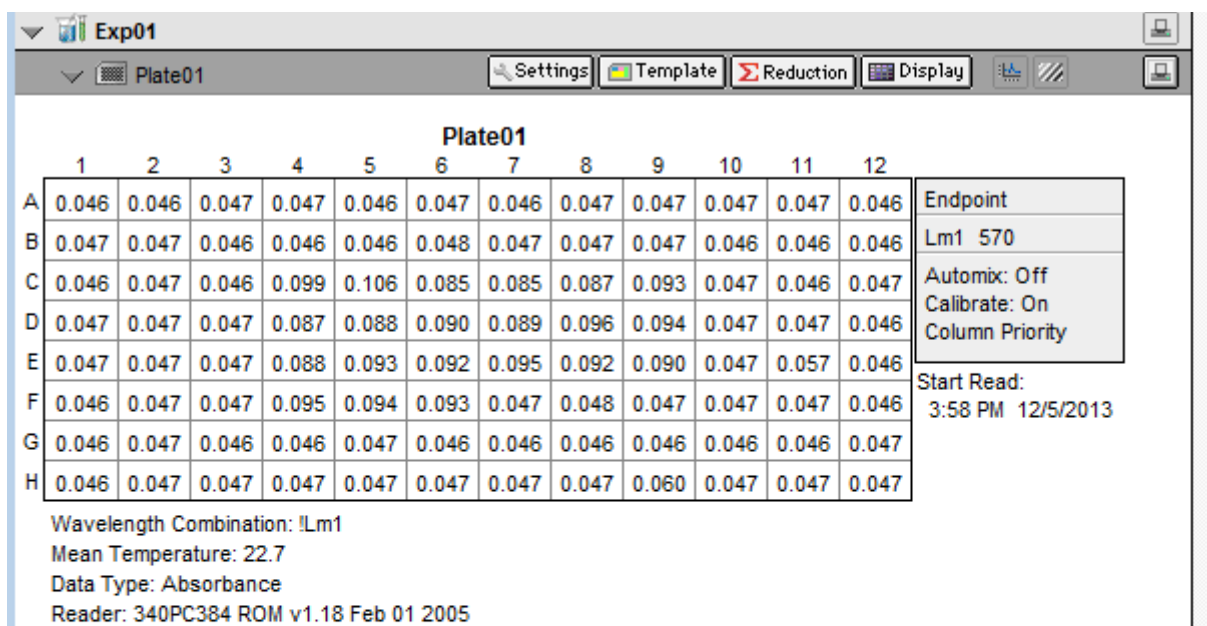 Exp01
Plate01 Settings Template Reduction Display
Plate01
1 2 3 4 5 6 7 8 9 10 11 12
A 0.046 0.046 0.047 0.047 0.046 0.047 0.046 0.047 0.047 0.047 0.047 0.046
B 0.047 0.047 0.046 0.046 0.046 0.048 0.047 0.047 0.047 0.046 0.046 0.046
C 0.046 0.047 0.046 0.099 0.106 0.085 0.085 0.087 0.093 0.047 0.046 0.047
D 0.047 0.047 0.047 0.087 0.088 0.090 0.089 0.096 0.094 0.047 0.047 0.046
E 0.047 0.047 0.047 0.088 0.093 0.092 0.095 0.092 0.090 0.047 0.057 0.046
F 0.046 0.047 0.047 0.095 0.094 0.093 0.047 0.048 0.047 0.047 0.047 0.046
G 0.046 0.047 0.046 0.046 0.047 0.046 0.046 0.046 0.046 0.046 0.046 0.047
H 0.046 0.047 0.047 0.047 0.047 0.047 0.047 0.047 0.060 0.047 0.047 0.047
Endpoint
Lm1 570
Automix: Off
Calibrate: On
Column Priority
Start Read:
3:58 PM 12/5/2013
Wavelength Combination: !Lm1
Mean Temperature: 22.7
Data Type: Absorbance
Reader: 340PC384 ROM v1.18 Feb 01 2005